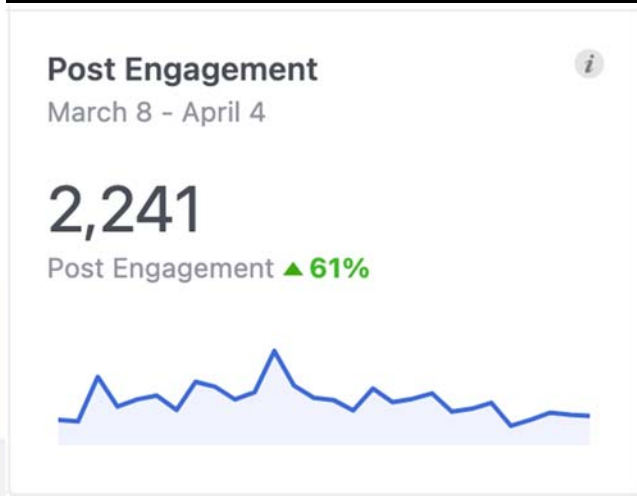 Post Engagement
i
March 8 - April 4
2,241
Post Engagement ▲ 61%